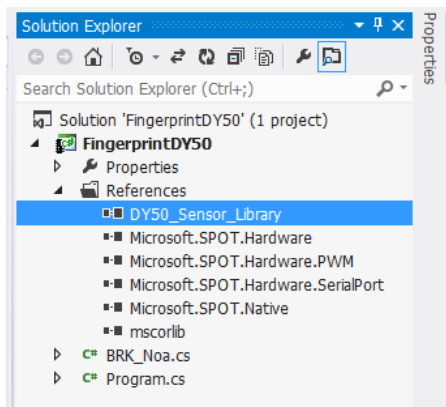 Solution Explorer
Search Solution Explorer (Ctrl+;)
Solution 'FingerprintDY50' (1 project)
C# FingerprintDY50
Properties
References
DY50_Sensor_Library
Microsoft.SPOT.Hardware
Microsoft.SPOT.Hardware.PWM
Microsoft.SPOT.Hardware.SerialPort
Microsoft.SPOT.Native
mscorlib
C# BRK_Noa.cs
C# Program.cs
Properties